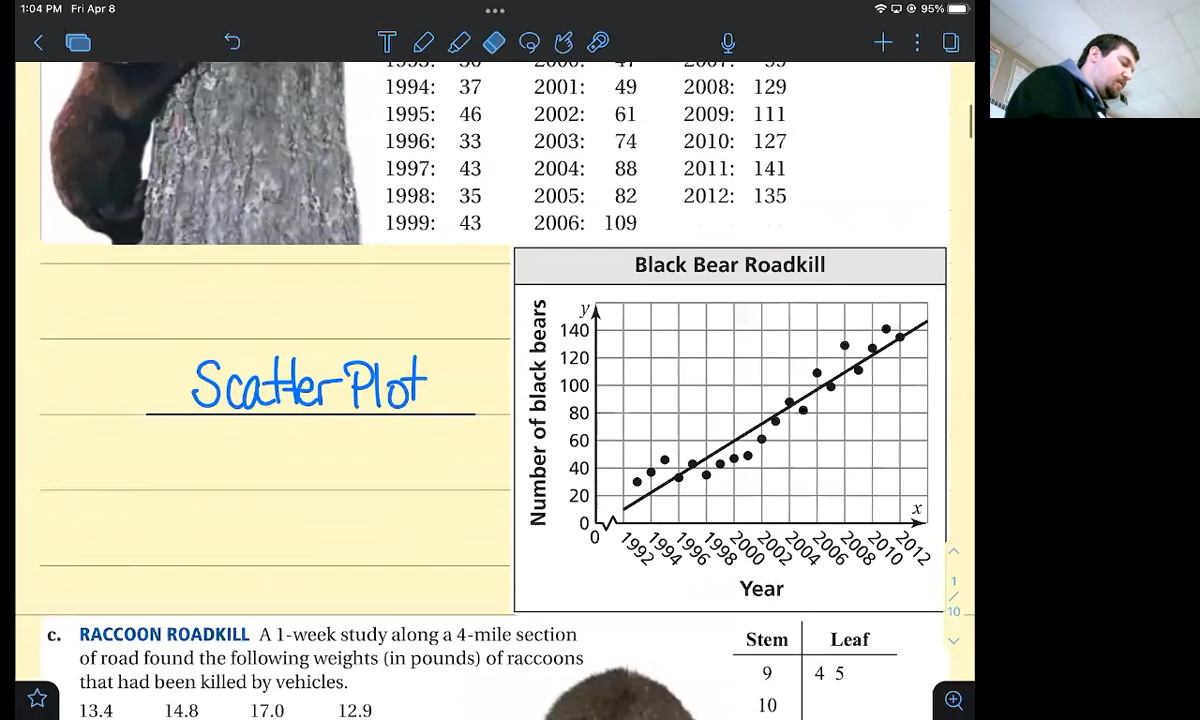 1:04 PM Fri Apr 8
95%
1994: 37 2001: 49 2008: 129
1995: 46 2002: 61 2009: 111
1996: 33 2003: 74 2010: 127
1997: 43 2004: 88 2011: 141
1998: 35 2005: 82 2012: 135
1999: 43 2006: 109
Black Bear Roadkill
Number of black bears
y
140
120
100
80
60
40
20
0
x
0 1992 1994 1996 1998 2000 2002 2004 2006 2008 2010 2012
Year
Scatter Plot
1
/
10
c. RACCOON ROADKILL A 1-week study along a 4-mile section
of road found the following weights (in pounds) of raccoons
that had been killed by vehicles.
13.4 14.8 17.0 12.9
Stem Leaf
9 4 5
10